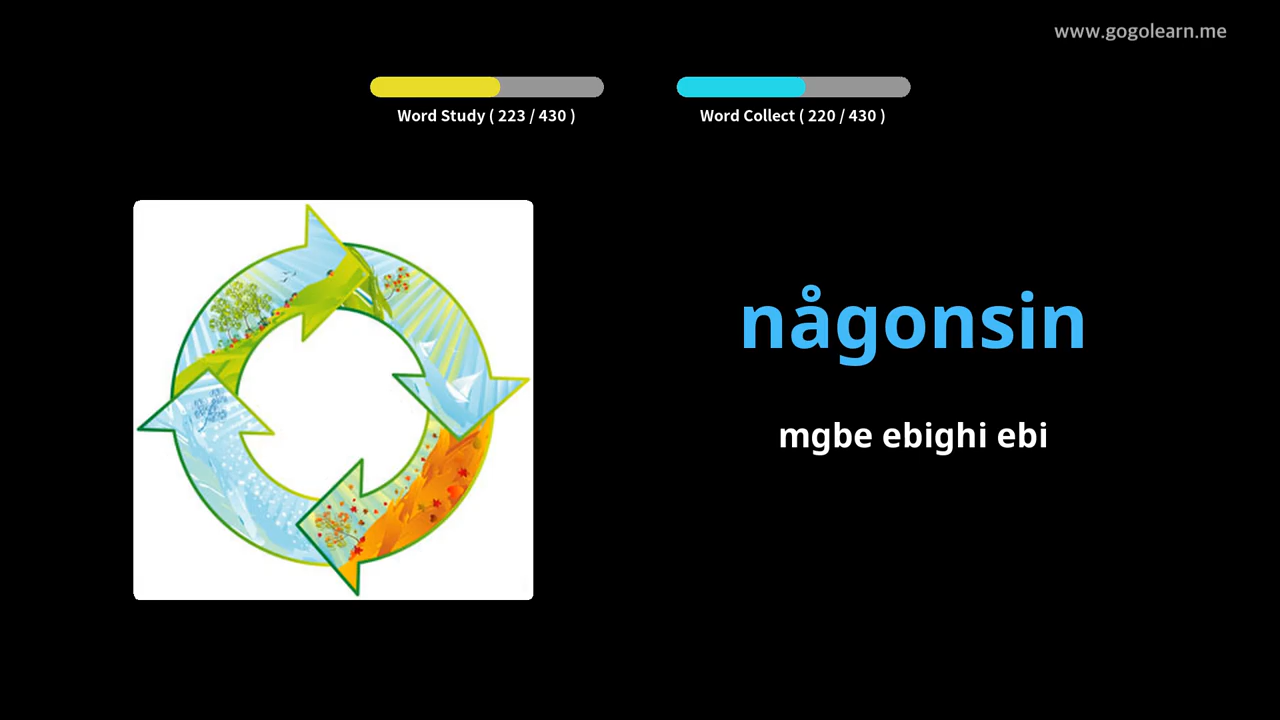 www.gogolearn.me
Word Study ( 223 / 430 )
Word Collect ( 220 / 430 )
någonsin
mgbe ebighi ebi